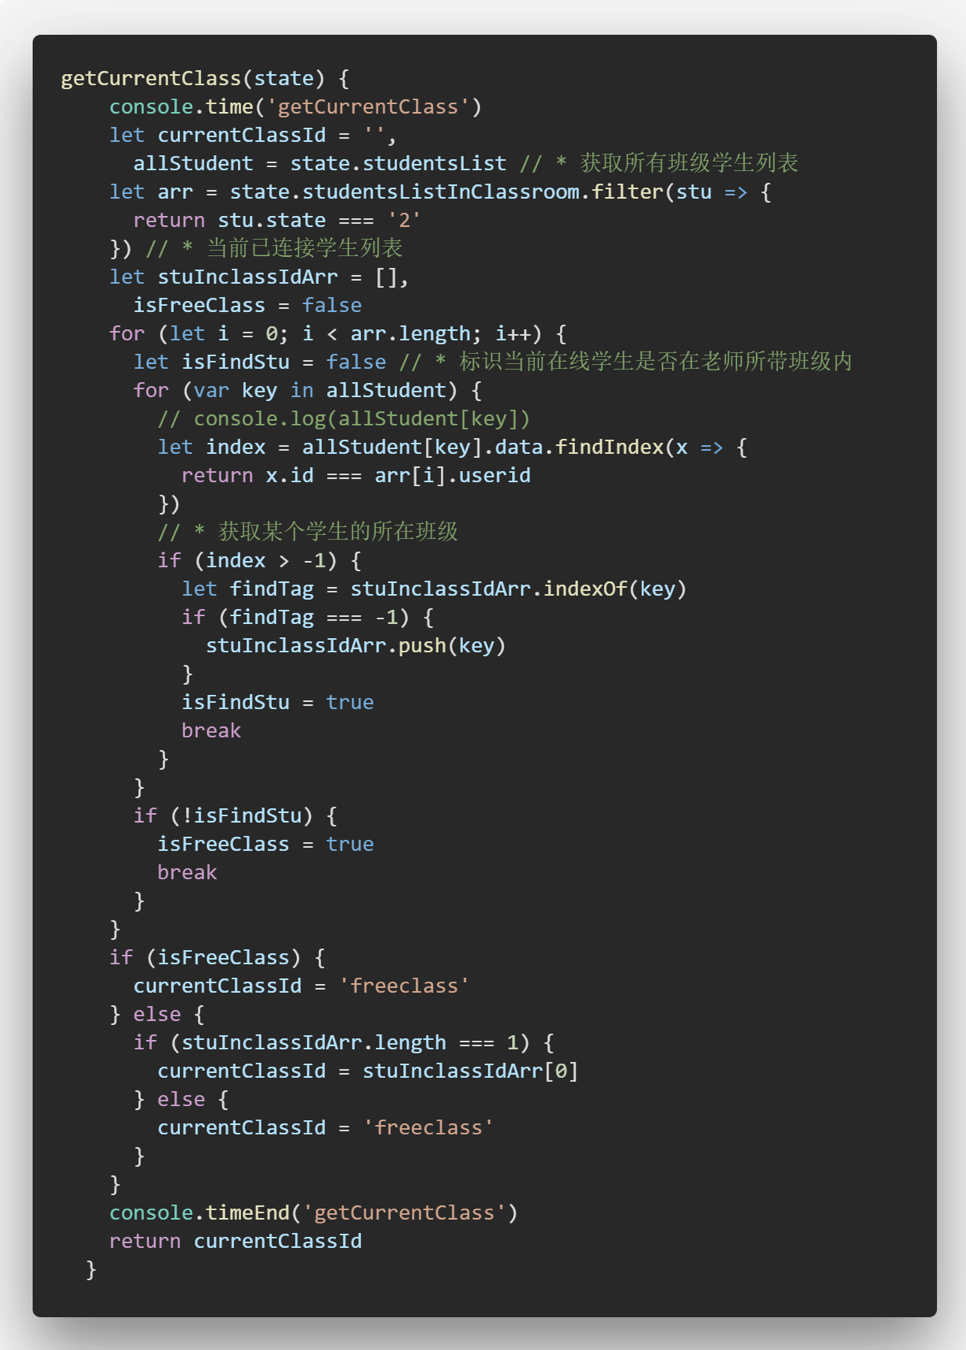 getCurrentClass(state) {
    console.time('getCurrentClass')
    let currentClassId = '',
      allStudent = state.studentsList // * 获取所有班级学生列表
    let arr = state.studentsListInClassroom.filter(stu => {
      return stu.state === '2'
    }) // * 当前已连接学生列表
    let stuInclassIdArr = [],
      isFreeClass = false
    for (let i = 0; i < arr.length; i++) {
      let isFindStu = false // * 标识当前在线学生是否在老师所带班级内
      for (var key in allStudent) {
        // console.log(allStudent[key])
        let index = allStudent[key].data.findIndex(x => {
          return x.id === arr[i].userid
        })
        // * 获取某个学生的所在班级
        if (index > -1) {
          let findTag = stuInclassIdArr.indexOf(key)
          if (findTag === -1) {
            stuInclassIdArr.push(key)
          }
          isFindStu = true
          break
        }
      }
      if (!isFindStu) {
        isFreeClass = true
        break
      }
    }
    if (isFreeClass) {
      currentClassId = 'freeclass'
    } else {
      if (stuInclassIdArr.length === 1) {
        currentClassId = stuInclassIdArr[0]
      } else {
        currentClassId = 'freeclass'
      }
    }
    console.timeEnd('getCurrentClass')
    return currentClassId
  }